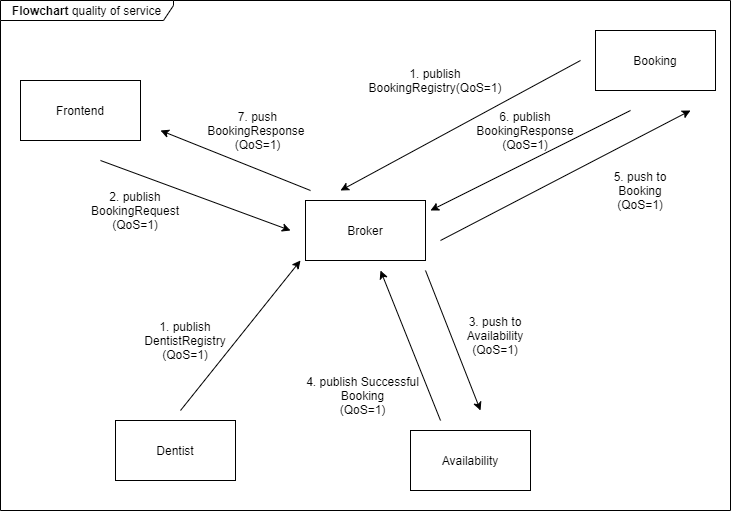 Flowchart quality of service
Booking
1. publish
BookingRegistry(QoS=1)
Frontend
7. push
BookingResponse
(QoS=1)
6. publish
BookingResponse
(QoS=1)
5. push to
Booking
(QoS=1)
2. publish
BookingRequest
(QoS=1)
Broker
1. publish
DentistRegistry
(QoS=1)
3. push to
Availability
(QoS=1)
4. publish Successful
Booking
(QoS=1)
Dentist
Availability